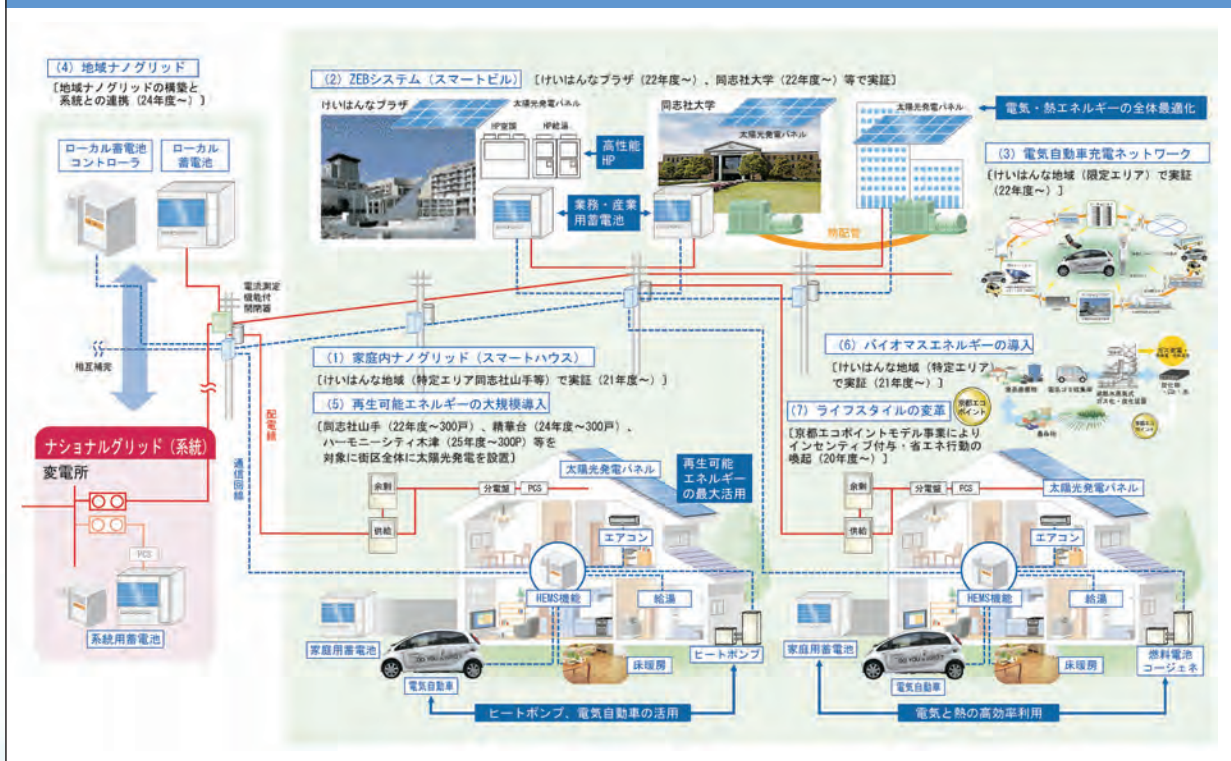 (4) 地域ナノグリッド
[地域ナノグリッドの構築と
系統との連携(24年度~)]
ローカル蓄電池
コントローラ
ローカル
蓄電池
電流測定
機能付
開閉器
相互補完
配電線
通信回線
ナショナルグリッド(系統)
変電所
PCS
系統用蓄電池
(2) ZEBシステム(スマートビル)
[けいはんなプラザ(22年度~)、同志社大学(22年度~)等で実証]
けいはんなプラザ
太陽光発電パネル
HP空調
HP給湯
高性能
HP
業務・産業
用蓄電池
同志社大学
太陽光発電パネル
太陽光発電パネル
熱配管
電気・熱エネルギーの全体最適化
(3) 電気自動車充電ネットワーク
[けいはんな地域(限定エリア)で実証
(22年度~)]
(1) 家庭内ナノグリッド(スマートハウス)
[けいはんな地域(特定エリア同志社山手等)で実証(21年度~)]
(5) 再生可能エネルギーの大規模導入
[同志社山手(22年度~300戸)、精華台(24年度~300戸)、
ハーモニーシティ木津(25年度~300P)等を
対象に街区全体に太陽光発電を設置]
(6) バイオマスエネルギーの導入
[けいはんな地域(特定エリア)
で実証(21年度~)]
京都エコ
ポイント
京都エコ
ポイント
(7) ライフスタイルの変革
[京都エコポイントモデル事業により
インセンティブ付与・省エネ行動の
喚起(20年度~)]
余剰
供給
分電盤
PCS
太陽光発電パネル
再生可能
エネルギー
の最大活用
エアコン
HEMS機能
給湯
家庭用蓄電池
電気自動車
床暖房
ヒートポンプ
ヒートポンプ、電気自動車の活用
余剰
供給
分電盤
PCS
太陽光発電パネル
エアコン
HEMS機能
給湯
家庭用蓄電池
電気自動車
床暖房
燃料電池
コージェネ
電気と熱の高効率利用